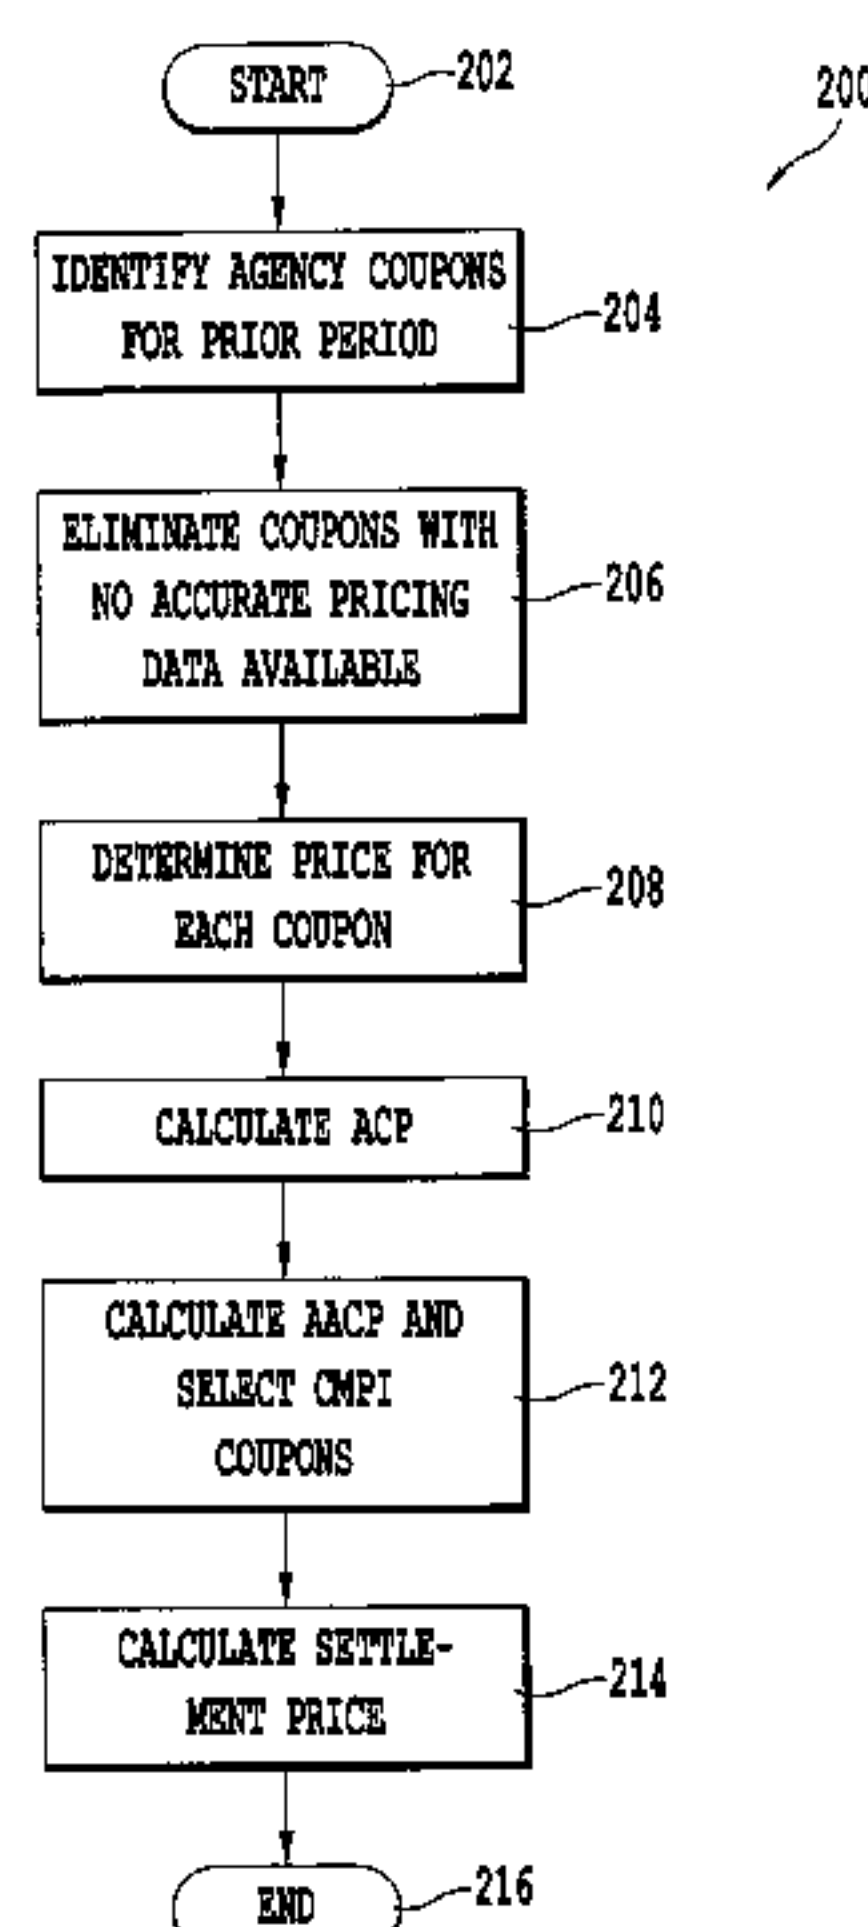 START
202
200
IDENTIFY AGENCY COUPONS
FOR PRIOR PERIOD
204
ELIMINATE COUPONS WITH
NO ACCURATE PRICING
DATA AVAILABLE
206
DETERMINE PRICE FOR
EACH COUPON
208
CALCULATE ACP
210
CALCULATE AACP AND
SELECT CMPI
COUPONS
212
CALCULATE SETTLE-
MENT PRICE
214
END
216